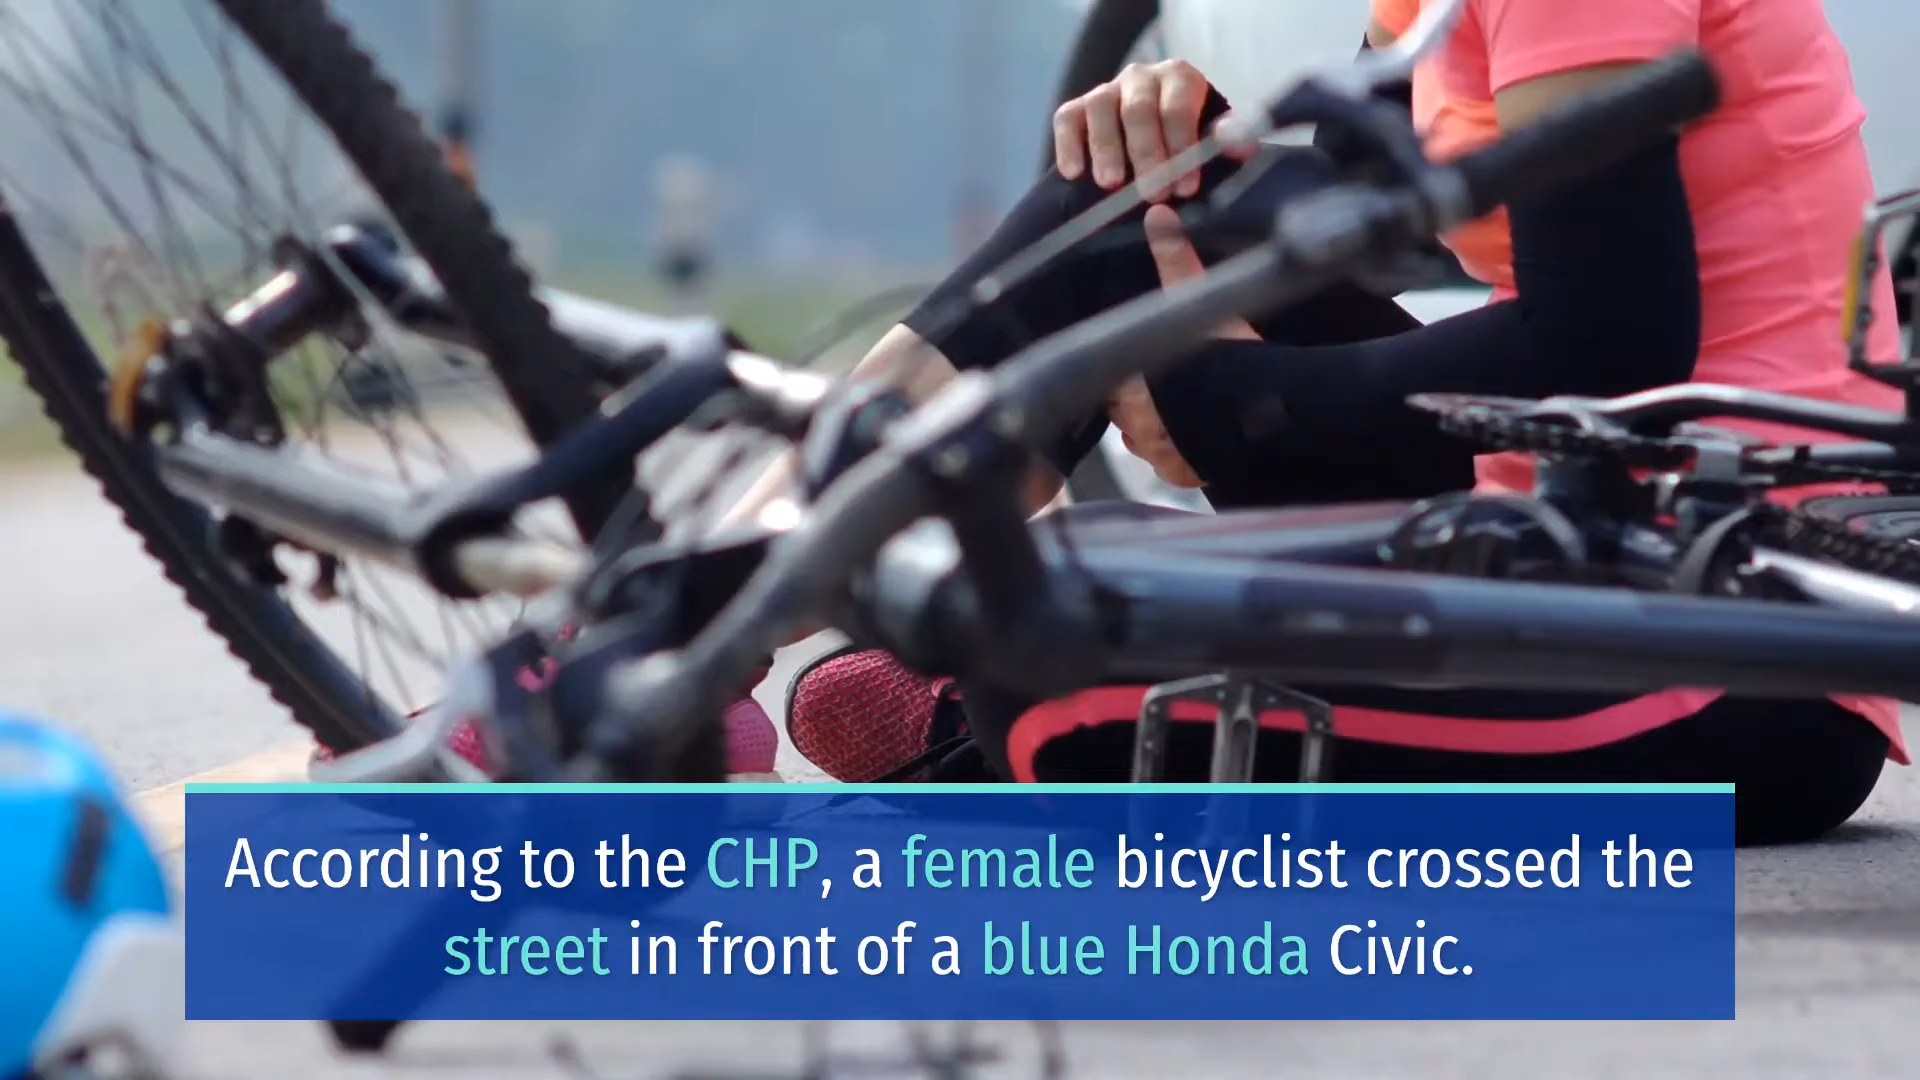 According to the CHP, a female bicyclist crossed the
street in front of a blue Honda Civic.